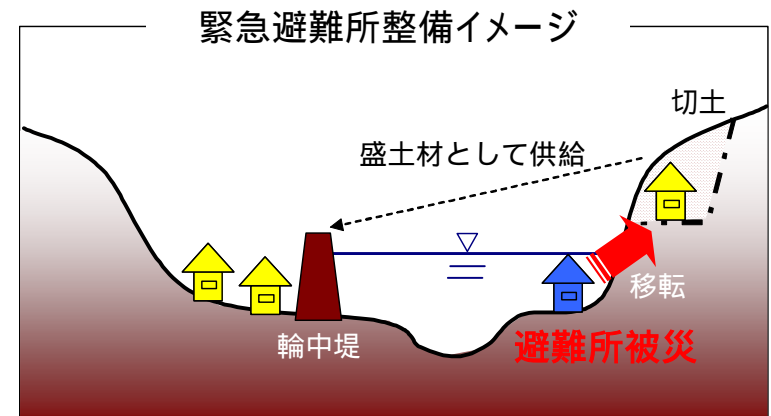 緊急避難所整備イメージ
切土
盛土材として供給
移転
輪中堤
避難所被災